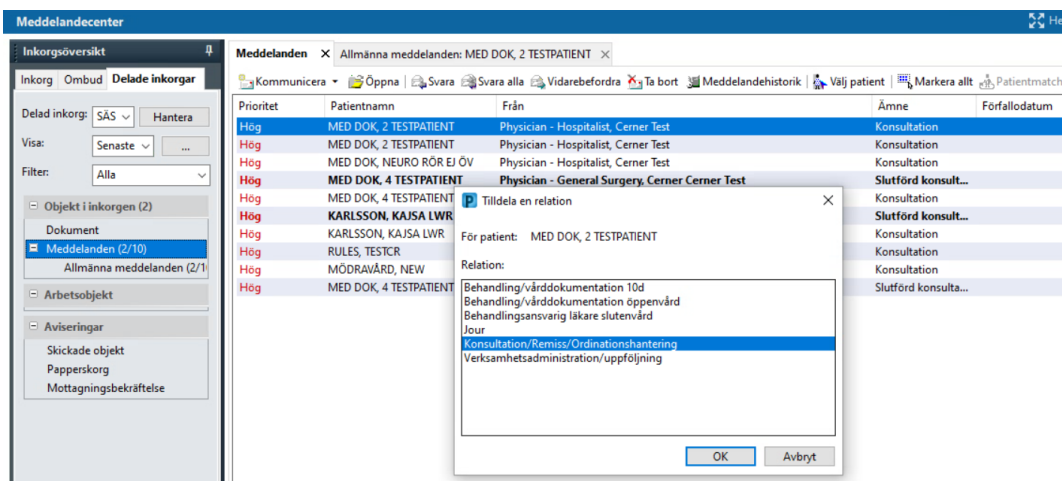 Meddelandecenter
He
Inkorgsöversikt
Inkorg Ombud Delade inkorgar
Delad inkorg: SÄS Hantera
Visa: Senaste ...
Filter: Alla
Objekt i inkorgen (2)
Dokument
Meddelanden (2/10)
Allmänna meddelanden (2/1
Arbetsobjekt
Aviseringar
Skickade objekt
Papperskorg
Mottagningsbekräftelse
Meddelanden Allmänna meddelanden: MED DOK, 2 TESTPATIENT
Kommunicera Öppna Svara Svara alla Vidarebefordra Ta bort Meddelandehistorik Välj patient Markera allt Patientmatch
Prioritet Patientnamn Från Ämne Förfallodatum
Hög MED DOK, 2 TESTPATIENT Physician - Hospitalist, Cerner Test Konsultation
Hög MED DOK, 2 TESTPATIENT Physician - Hospitalist, Cerner Test Konsultation
Hög MED DOK, NEURO RÖR EJ ÖV Physician - Hospitalist, Cerner Test Konsultation
Hög MED DOK, 4 TESTPATIENT Physician - General Surgery, Cerner Cerner Test Slutförd konsult...
Hög MED DOK, 4 TESTPATIENT Konsultation
Hög KARLSSON, KAJSA LWR Slutförd konsult...
Hög KARLSSON, KAJSA LWR Konsultation
Hög RULES, TESTCR Konsultation
Hög MÖDRAVÅRD, NEW Konsultation
Hög MED DOK, 4 TESTPATIENT Slutförd konsulta...
Tilldela en relation
För patient: MED DOK, 2 TESTPATIENT
Relation:
Behandling/vårddokumentation 10d
Behandling/vårddokumentation öppenvård
Behandlingsansvarig läkare slutenvård
Jour
Konsultation/Remiss/Ordinationshantering
Verksamhetsadministration/uppföljning
OK Avbryt